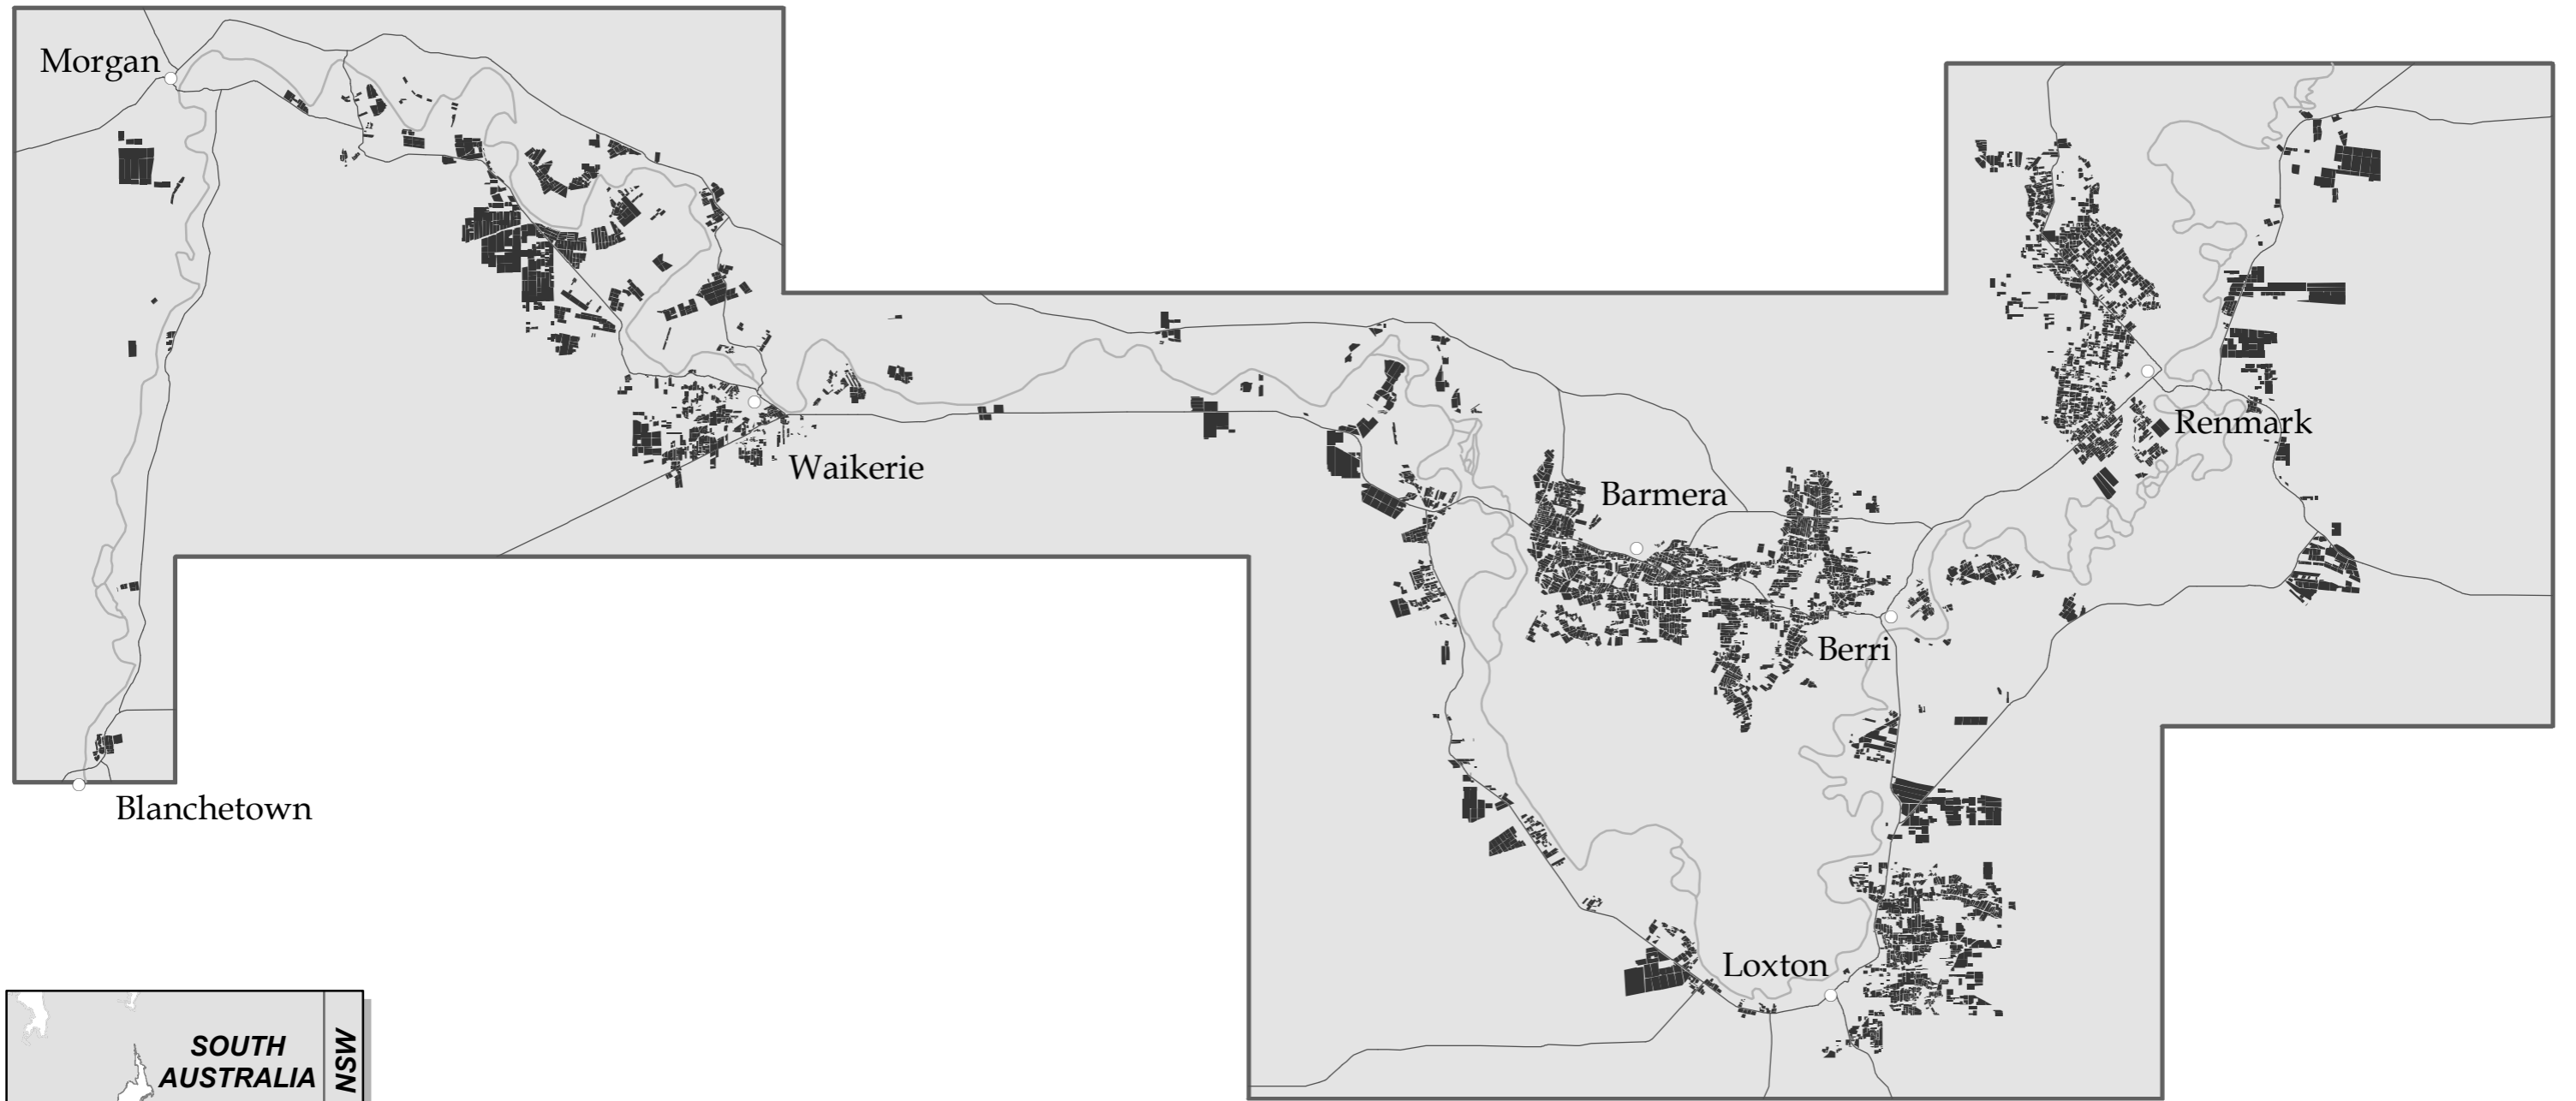 Morgan
Renmark
Waikerie
Barmera
Berri
Blanchetown
Loxton
SOUTH
AUSTRALIA
NSW